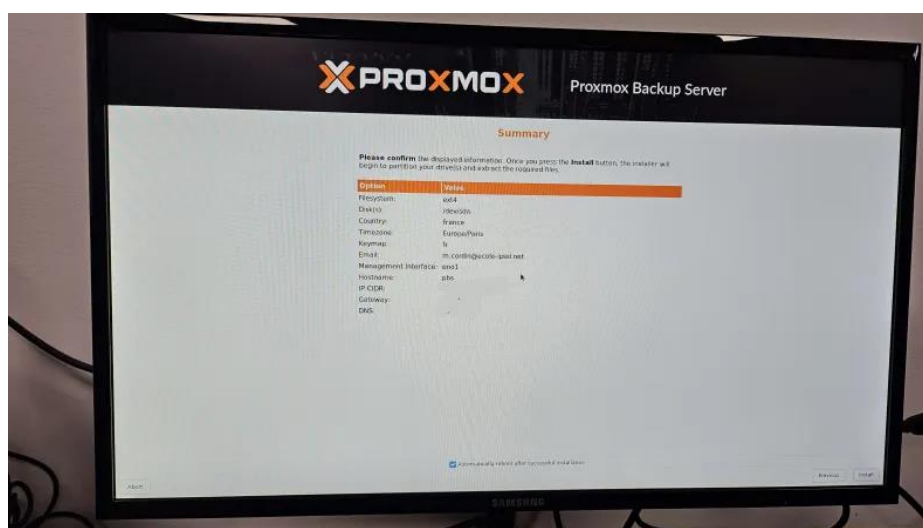 PROXMOX Proxmox Backup Server
Summary
Please confirm the displayed information. Once you press the Install button, the installer will
begin to partition your drive(s) and extract the required files.
Option Value
Filesystem: ext4
Disk(s):
Country: france
Timezone: Europe/Paris
Keymap: fr
Email:
Management Interface: eno1
Hostname: pbs
IP CIDR:
Gateway:
DNS:
Automatically reboot after successful installation
Abort Previous Install
SAMSUNG